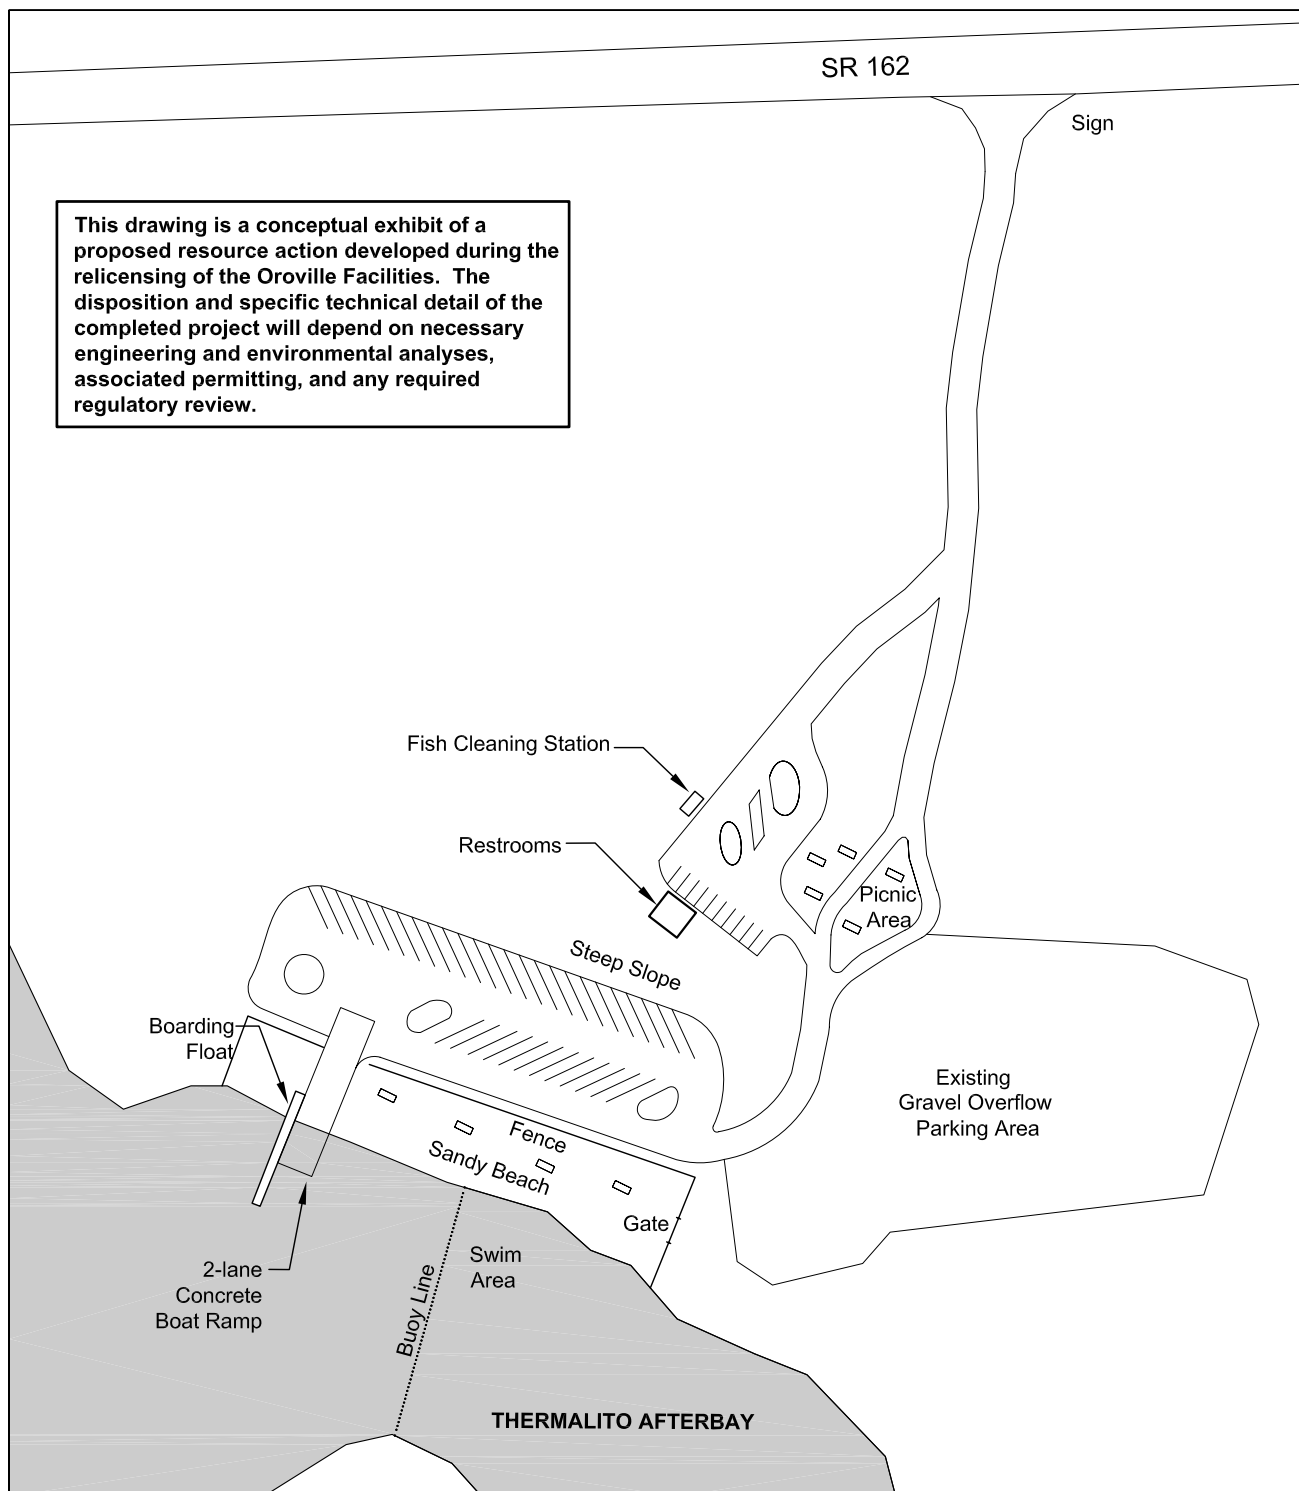 SR 162
Sign
This drawing is a conceptual exhibit of a
proposed resource action developed during the
relicensing of the Oroville Facilities.  The
disposition and specific technical detail of the
completed project will depend on necessary
engineering and environmental analyses,
associated permitting, and any required
regulatory review.
Fish Cleaning Station
Restrooms
Picnic
Area
Steep Slope
Boarding
Float
Existing
Gravel Overflow
Parking Area
Fence
Sandy Beach
Gate
Swim
Area
2-lane
Concrete
Boat Ramp
Buoy Line
THERMALITO AFTERBAY